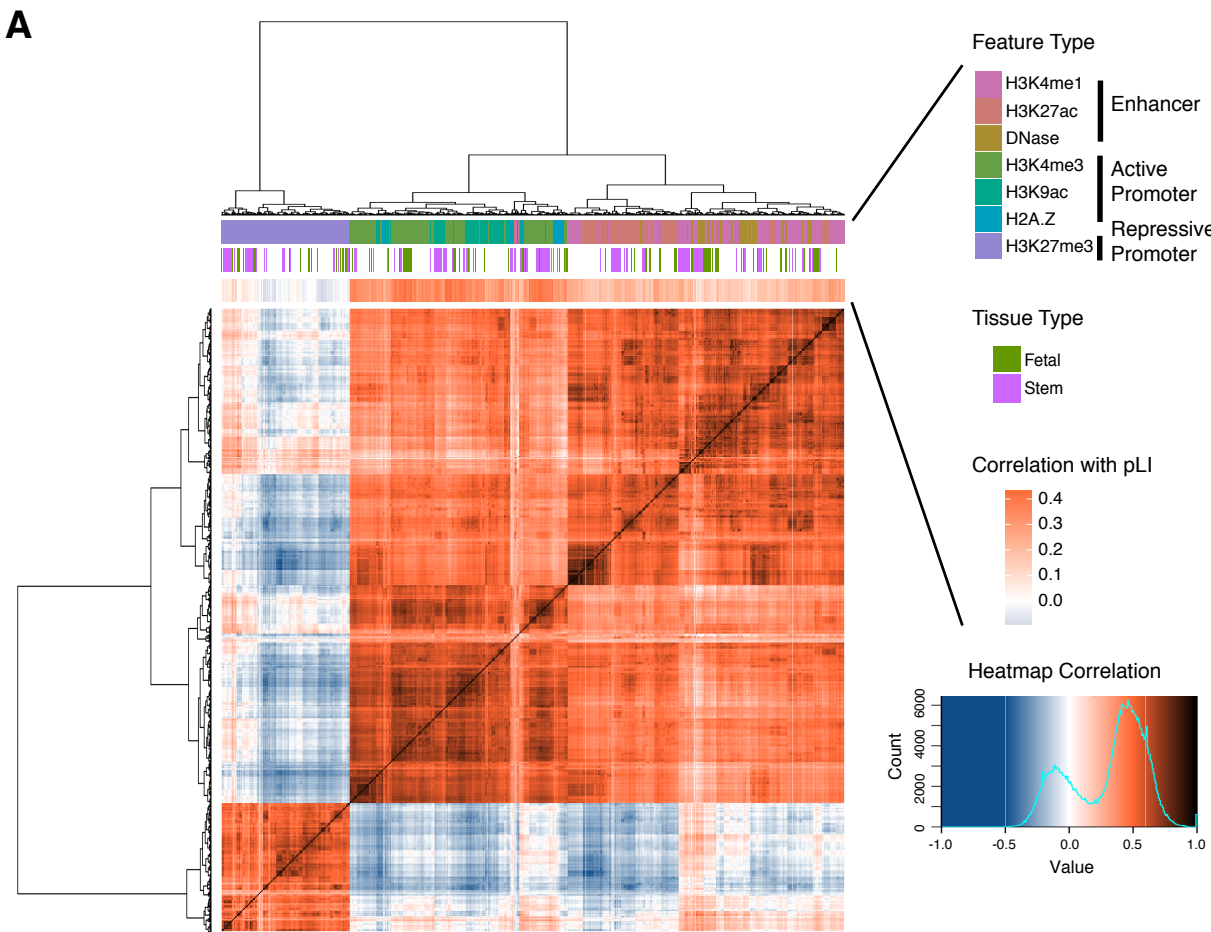 A
Feature Type
H3K4me1
H3K27ac
DNase
H3K4me3
H3K9ac
H2A.Z
H3K27me3
Enhancer
Active
Promoter
Repressive
Promoter
Tissue Type
Fetal
Stem
Correlation with pLI
0.4
0.3
0.2
0.1
0.0
Heatmap Correlation
Count
0 2000 4000 6000
-1.0 -0.5 0.0 0.5 1.0
Value